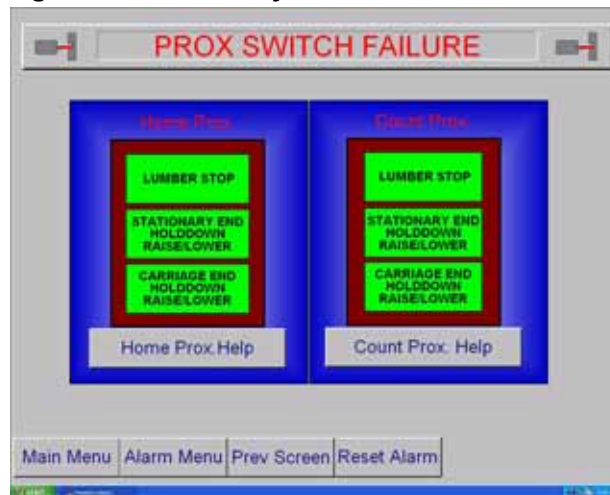 PROX SWITCH FAILURE
Home Prox.
Count Prox.
LUMBER STOP
STATIONARY END
HOLDDOWN
RAISE/LOWER
CARRIAGE END
HOLDDOWN
RAISE/LOWER
LUMBER STOP
STATIONARY END
HOLDDOWN
RAISE/LOWER
CARRIAGE END
HOLDDOWN
RAISE/LOWER
Home Prox.Help
Count Prox. Help
Main Menu
Alarm Menu
Prev Screen
Reset Alarm